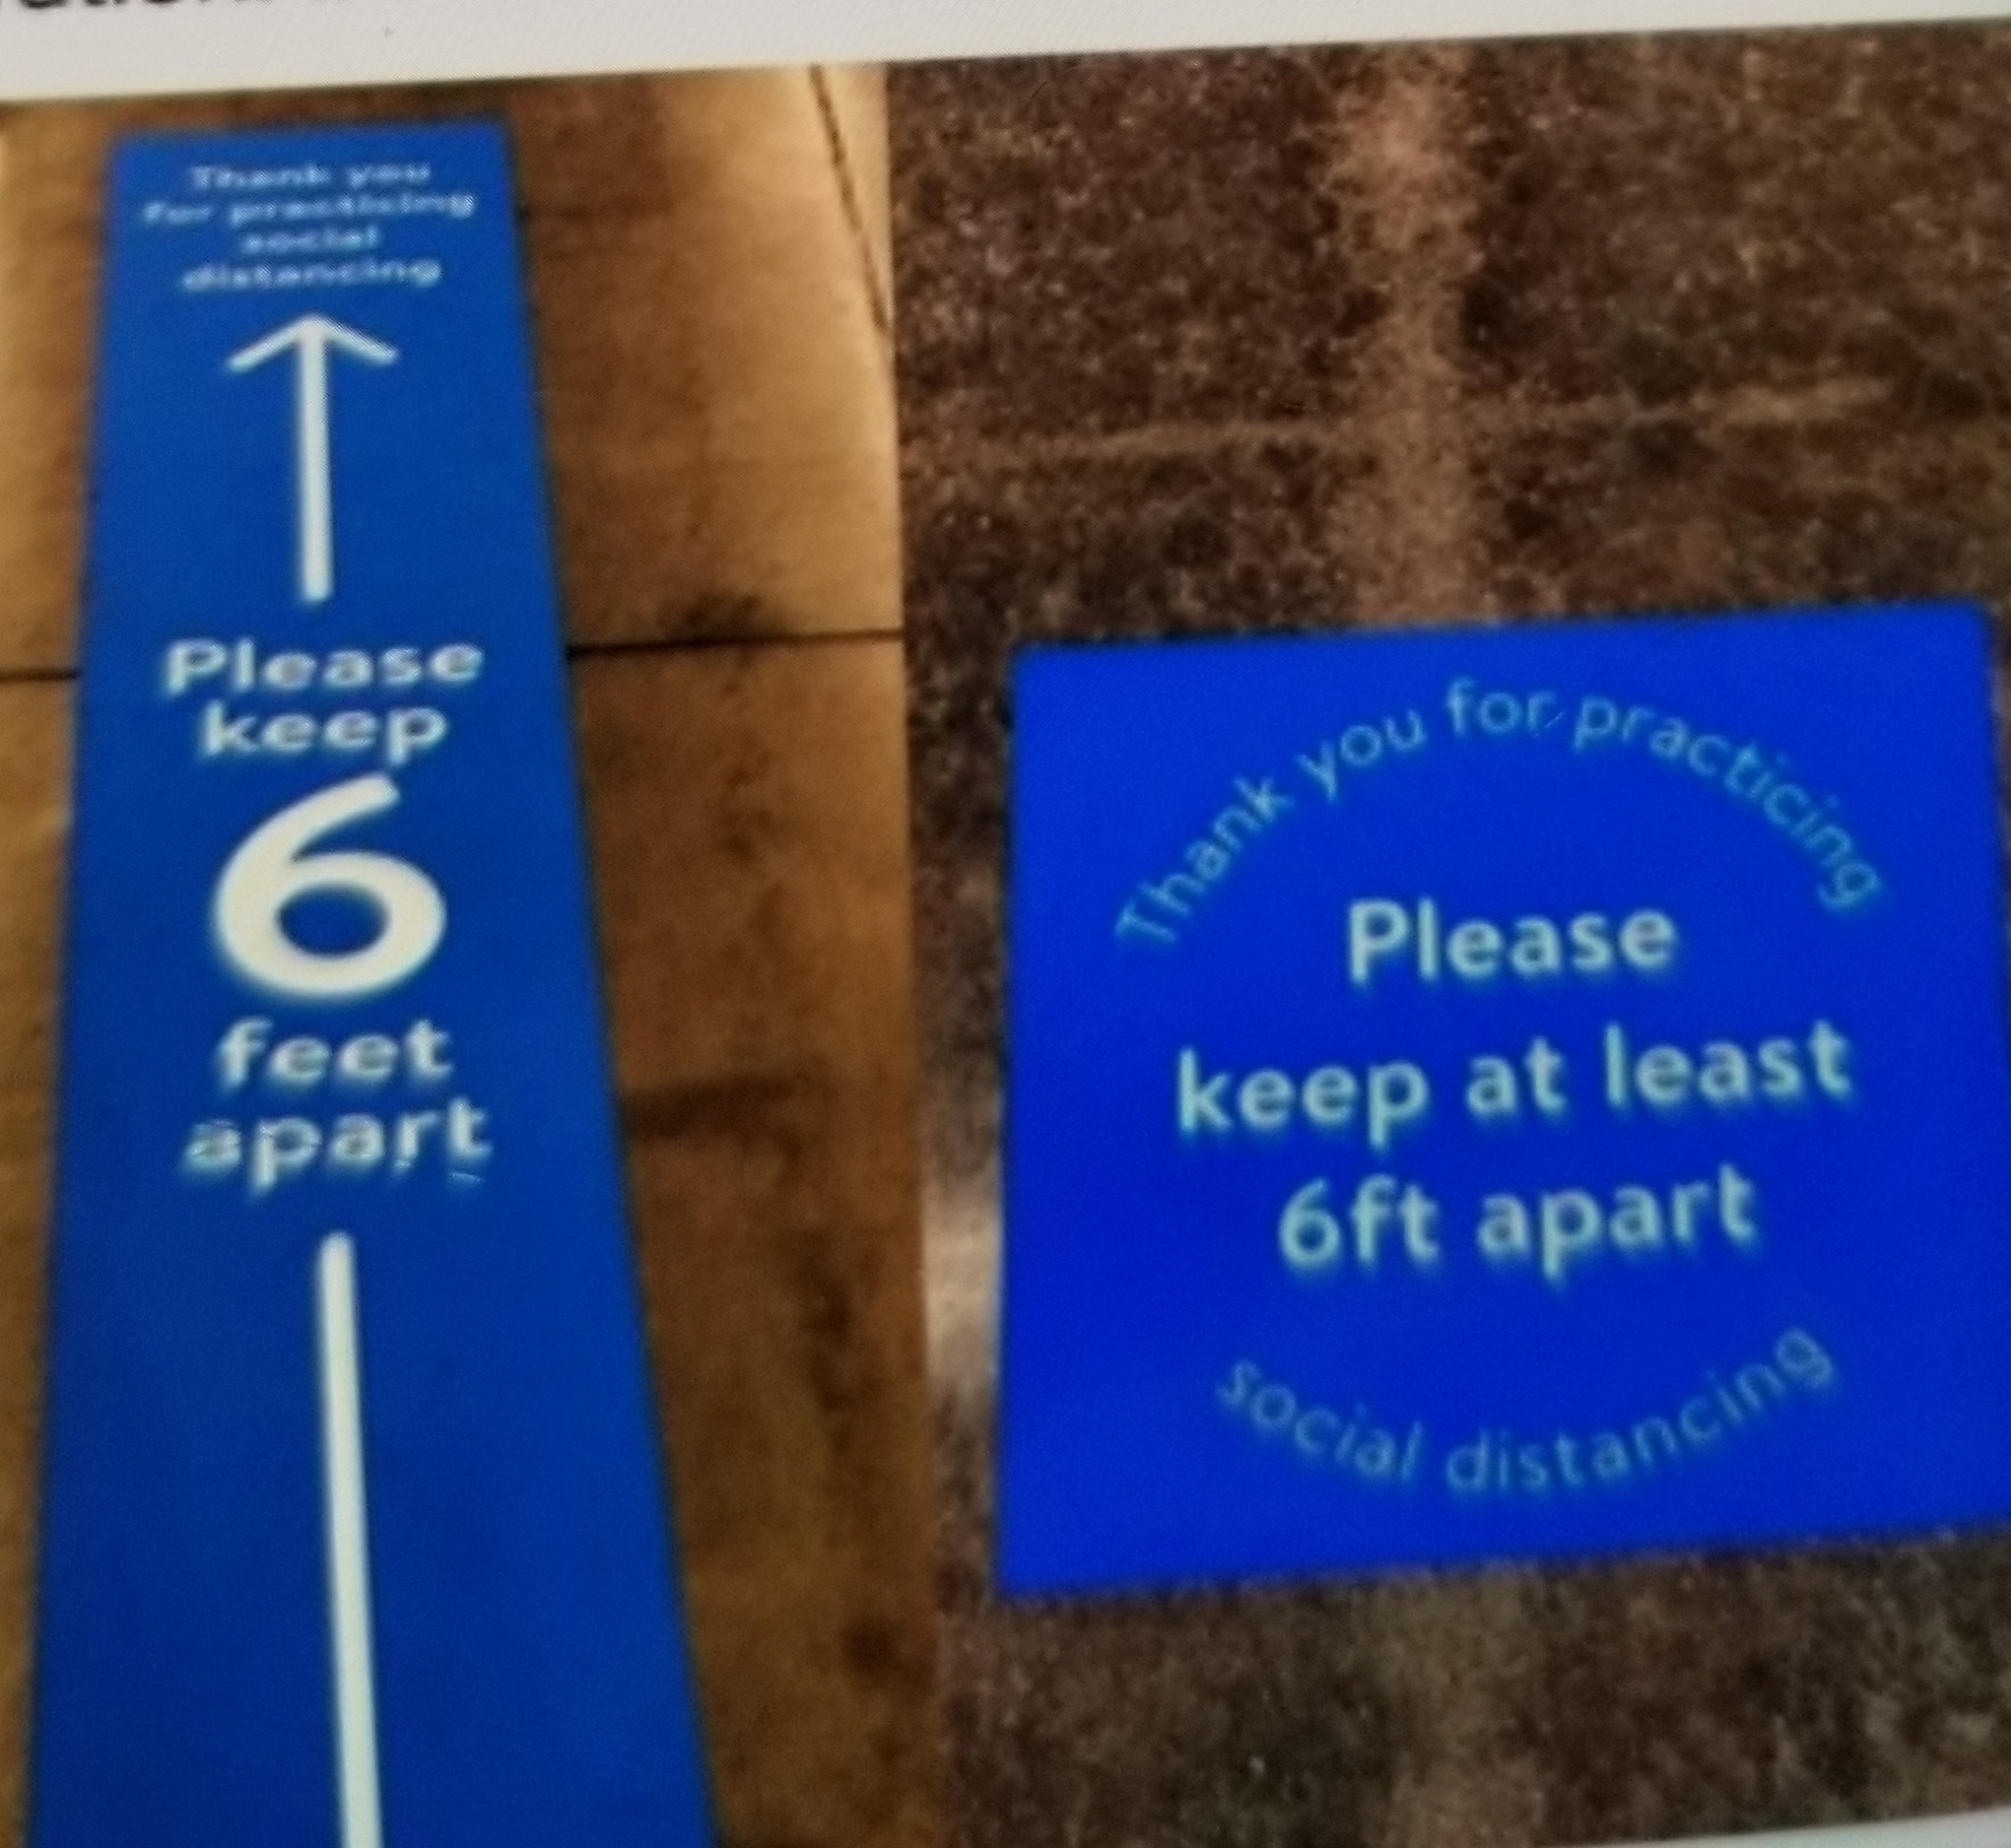 Thank you
for practicing
social
distancing
Please
keep
6
feet
apart
Thank you for practicing
Please
keep at least
6ft apart
social distancing